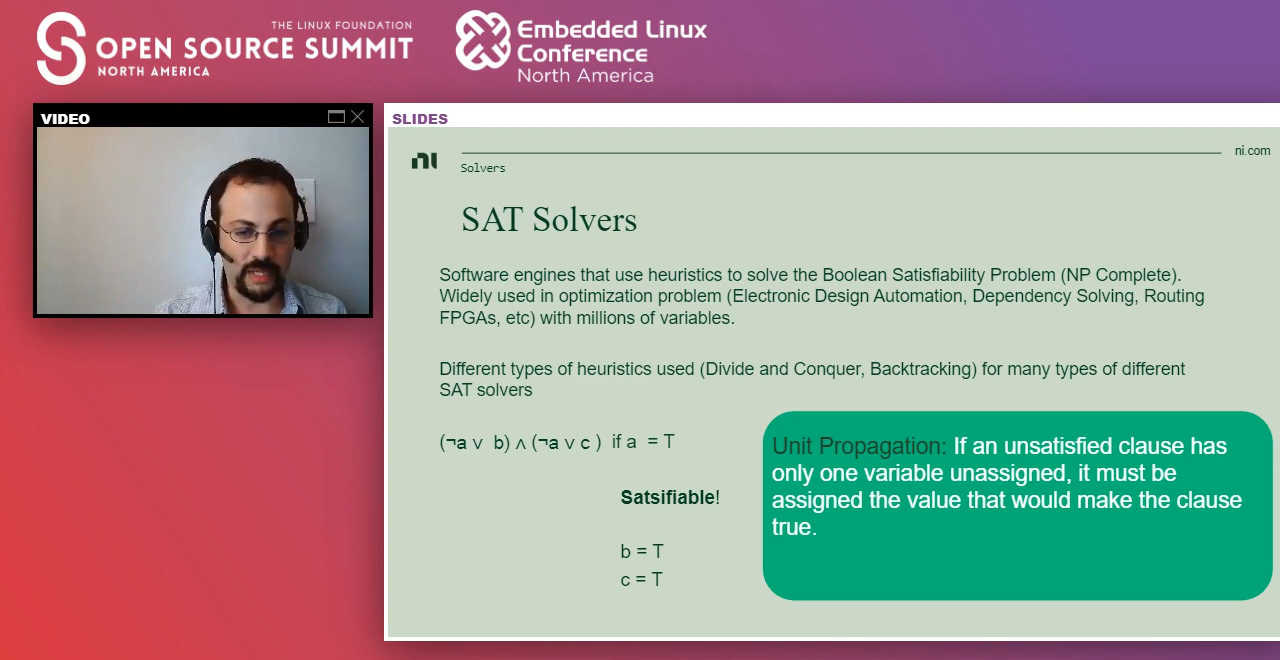 THE LINUX FOUNDATION
OPEN SOURCE SUMMIT
NORTH AMERICA
Embedded Linux
Conference
North America
VIDEO
SLIDES
ni
ni.com
Solvers
SAT Solvers
Software engines that use heuristics to solve the Boolean Satisfiability Problem (NP Complete).
Widely used in optimization problem (Electronic Design Automation, Dependency Solving, Routing
FPGAs, etc) with millions of variables.
Different types of heuristics used (Divide and Conquer, Backtracking) for many types of different
SAT solvers
(¬a ∨ b) ∧ (¬a ∨ c ) if a = T
Satsifiable!
b = T
c = T
Unit Propagation: If an unsatisfied clause has
only one variable unassigned, it must be
assigned the value that would make the clause
true.